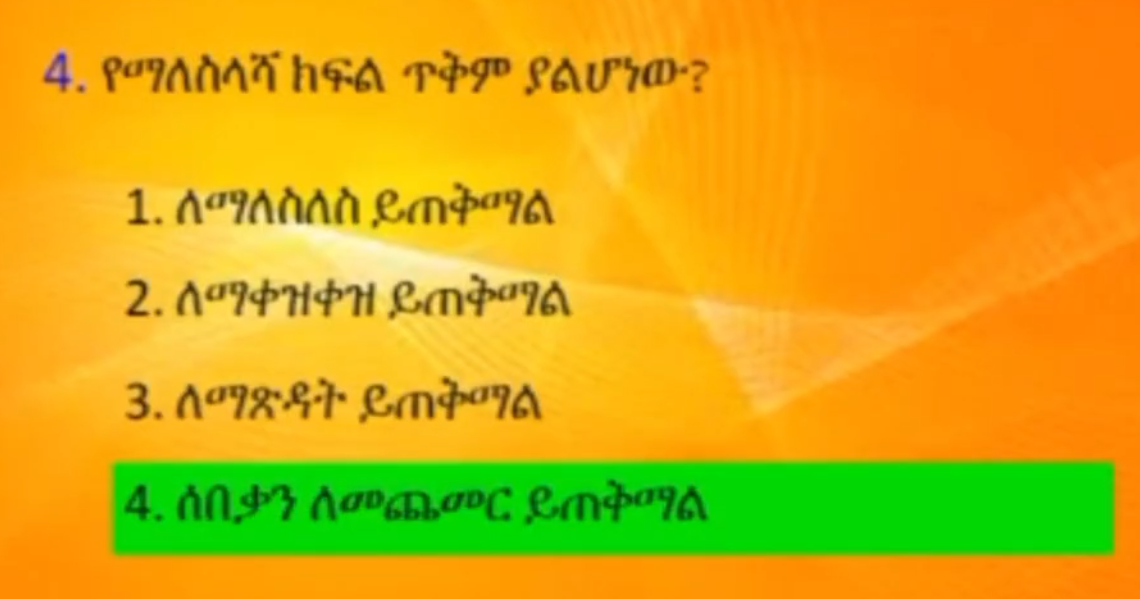 4. የማለስላሻ ክፍል ጥቅም ያልሆነው?
1. ለማለስለስ ይጠቅማል
2. ለማቀዝቀዝ ይጠቅማል
3. ለማጽዳት ይጠቅማል
4. ሰበቃን ለመጨመር ይጠቅማል